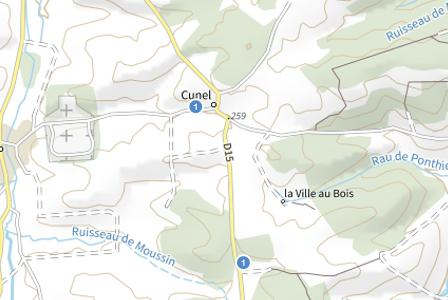 Ruisseau de M
Cunel
1
259
D15
Rau de Ponthie
la Ville au Bois
Ruisseau de Moussin
1